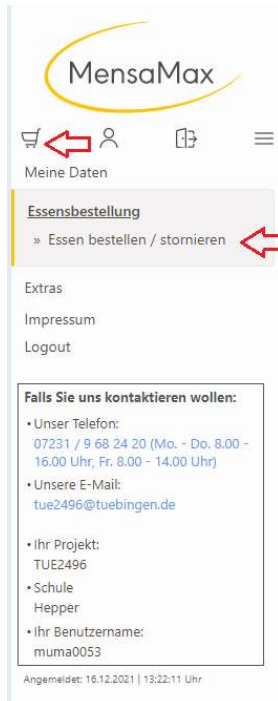 MensaMax
Meine Daten
Essensbestellung
» Essen bestellen / stornieren
Extras
Impressum
Logout
Falls Sie uns kontaktieren wollen:
• Unser Telefon:
07231 / 9 68 24 20 (Mo. - Do. 8.00 -
16.00 Uhr, Fr. 8.00 - 14.00 Uhr)
• Unsere E-Mail:
tue2496@tuebingen.de
• Ihr Projekt:
TUE2496
• Schule
Hepper
• Ihr Benutzername:
muma0053
Angemeldet: 16.12.2021 | 13:22:11 Uhr